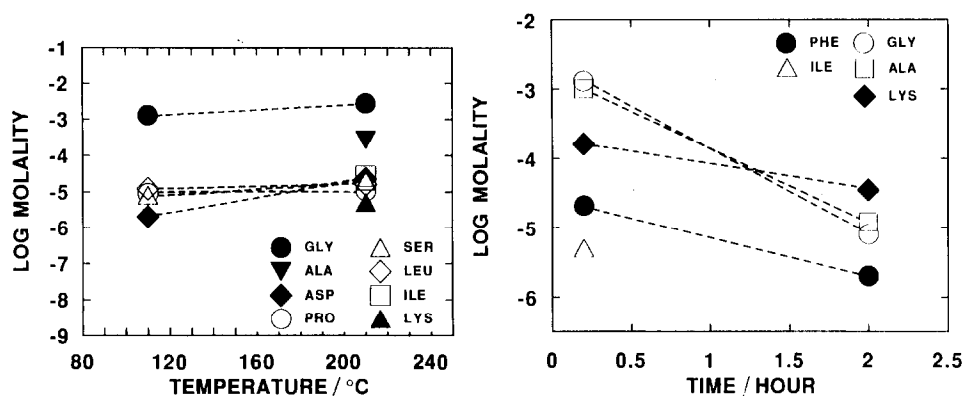 -1
-2
-3
-4
-5
-6
-7
-8
-9
LOG MOLALITY
GLY SER
ALA LEU
ASP ILE
PRO LYS
80 120 160 200 240
TEMPERATURE / °C
-2
-3
-4
-5
-6
LOG MOLALITY
PHE GLY
ILE ALA
LYS
0 0.5 1 1.5 2 2.5
TIME / HOUR